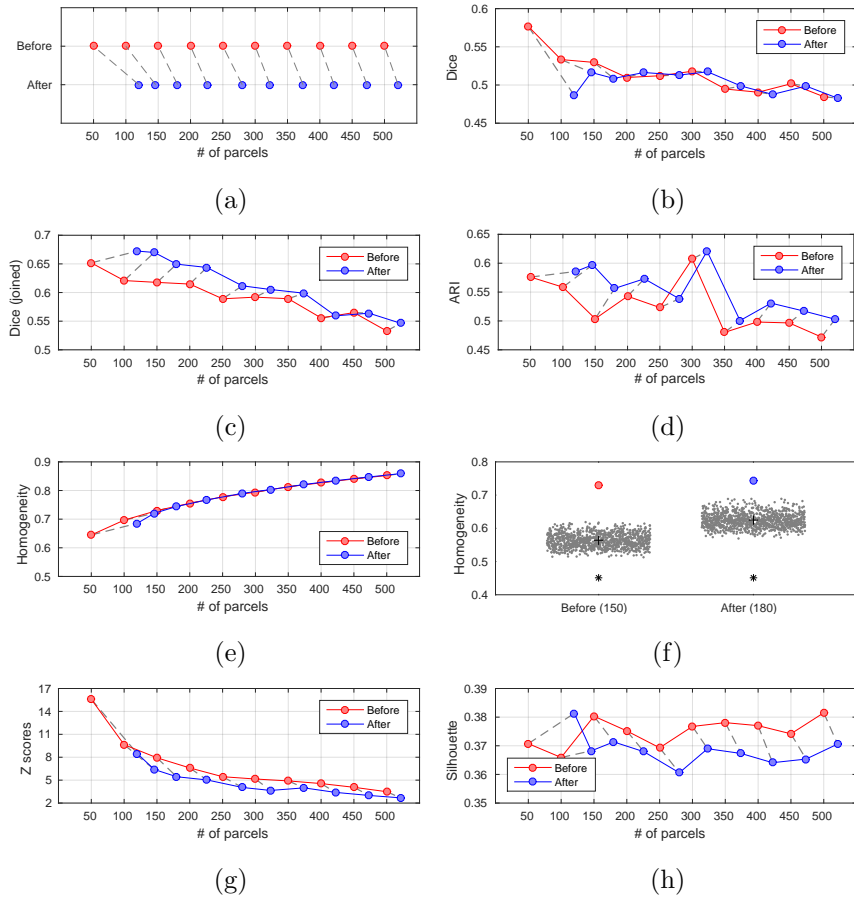 Before
After
50 100 150 200 250 300 350 400 450 500
# of parcels
(a)
0.6
0.55
0.5
0.45
Dice
Before
After
50 100 150 200 250 300 350 400 450 500
# of parcels
(b)
0.7
0.65
0.6
0.55
0.5
Dice (joined)
Before
After
50 100 150 200 250 300 350 400 450 500
# of parcels
(c)
0.65
0.6
0.55
0.5
0.45
ARI
Before
After
50 100 150 200 250 300 350 400 450 500
# of parcels
(d)
0.9
0.8
0.7
0.6
0.5
Homogeneity
Before
After
50 100 150 200 250 300 350 400 450 500
# of parcels
(e)
0.8
0.7
0.6
0.5
0.4
Homogeneity
Before (150) After (180)
(f)
17
14
11
8
5
2
Z scores
Before
After
50 100 150 200 250 300 350 400 450 500
# of parcels
(g)
0.39
0.38
0.37
0.36
0.35
Silhouette
Before
After
50 100 150 200 250 300 350 400 450 500
# of parcels
(h)